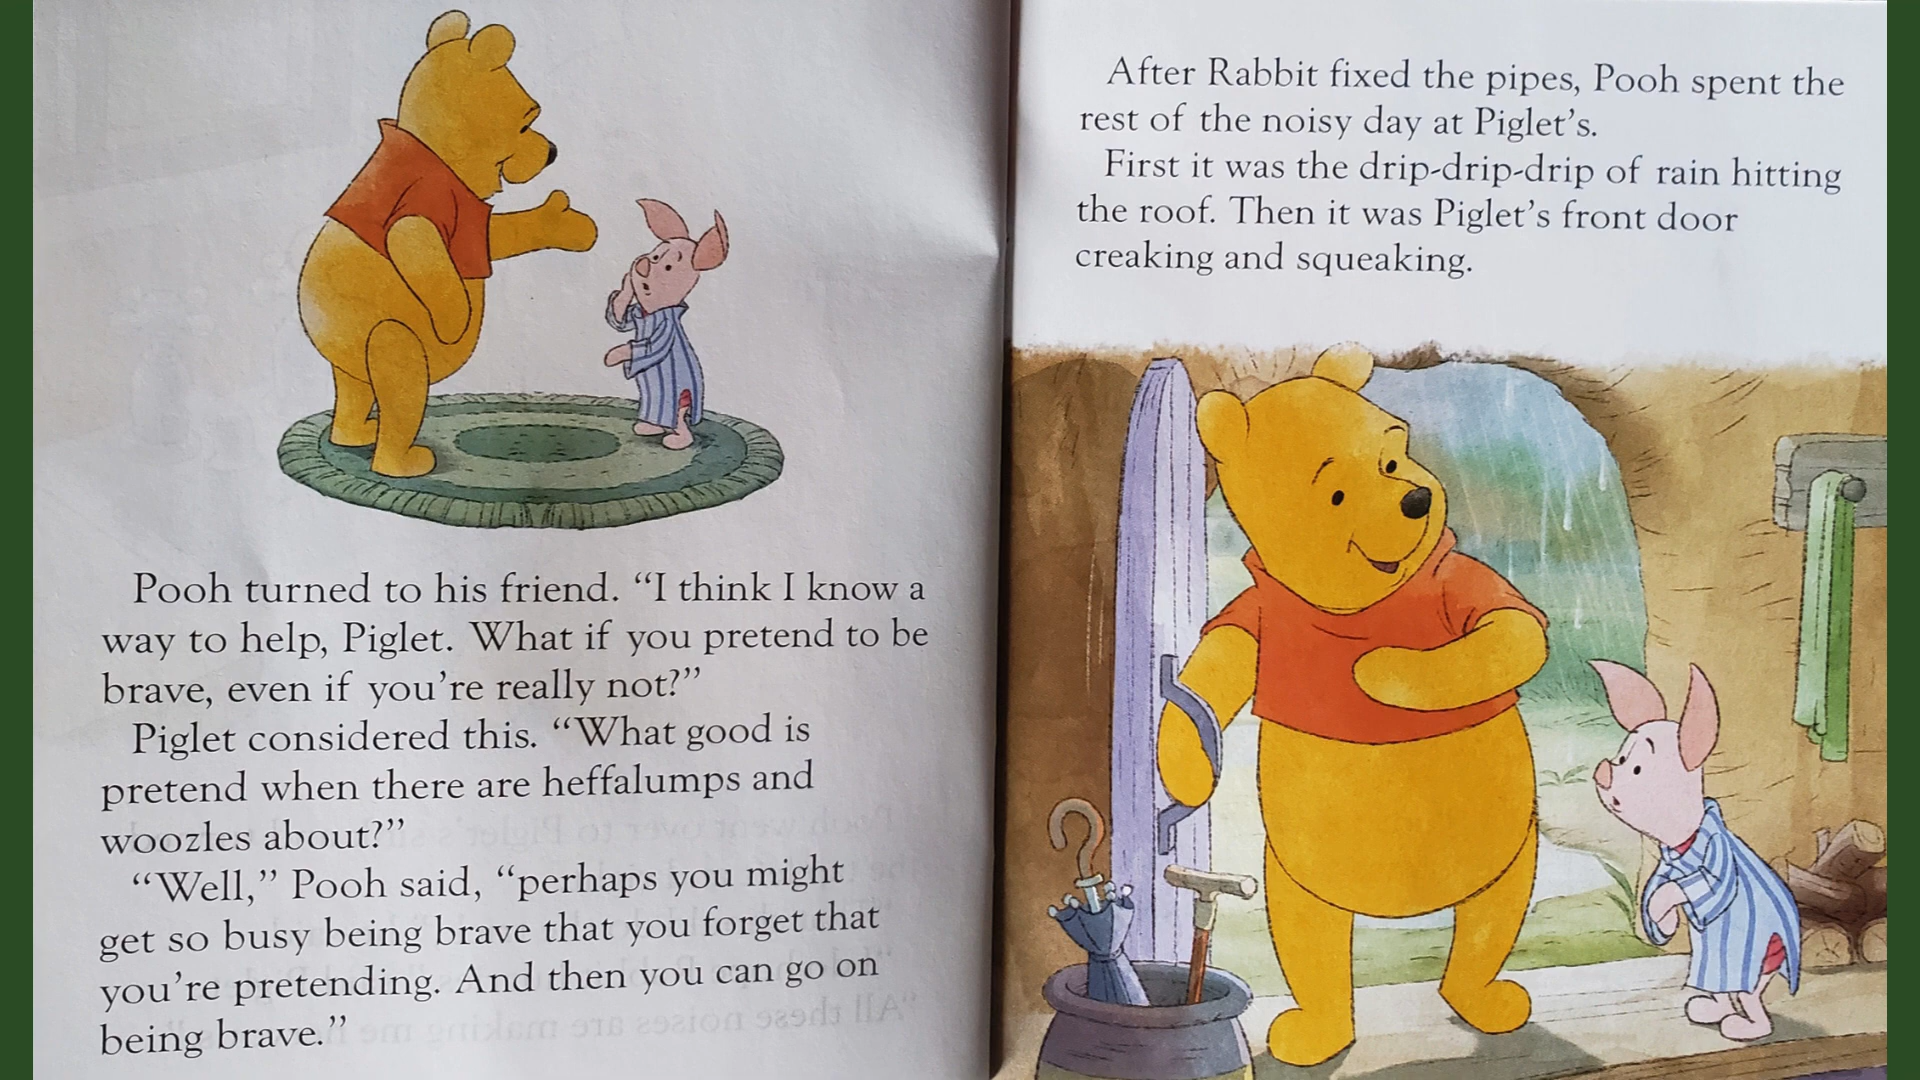 Pooh turned to his friend. “I think I know a
way to help, Piglet. What if you pretend to be
brave, even if you’re really not?”
Piglet considered this. “What good is
pretend when there are heffalumps and
woozles about?”
“Well,” Pooh said, “perhaps you might
get so busy being brave that you forget that
you’re pretending. And then you can go on
being brave.”
After Rabbit fixed the pipes, Pooh spent the
rest of the noisy day at Piglet’s.
First it was the drip-drip-drip of rain hitting
the roof. Then it was Piglet’s front door
creaking and squeaking.